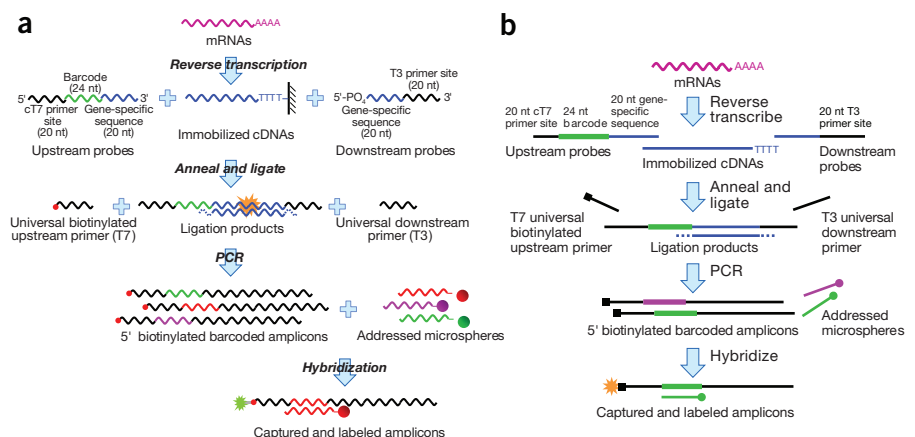 a
AAAA
mRNAs
Reverse transcription
Barcode
(24 nt)
5'
3'
cT7 primer
site
(20 nt)
Gene-specific
sequence
(20 nt)
Upstream probes
TTTT
Immobilized cDNAs
T3 primer site
(20 nt)
5'-PO4
3'
Gene-specific
sequence
(20 nt)
Downstream probes
Anneal and ligate
Universal biotinylated
upstream primer (T7)
Ligation products
Universal downstream
primer (T3)
PCR
5' biotinylated barcoded amplicons
Addressed microspheres
Hybridization
Captured and labeled amplicons
b
AAAA
mRNAs
Reverse
transcribe
20 nt cT7
primer site
24 nt
barcode
20 nt gene-
specific
sequence
20 nt T3
primer site
Upstream probes
TTTT
Immobilized cDNAs
Downstream
probes
Anneal and
ligate
T7 universal
biotinylated
upstream primer
Ligation products
T3 universal
downstream
primer
PCR
5' biotinylated barcoded amplicons
Addressed
microspheres
Hybridize
Captured and labeled amplicons